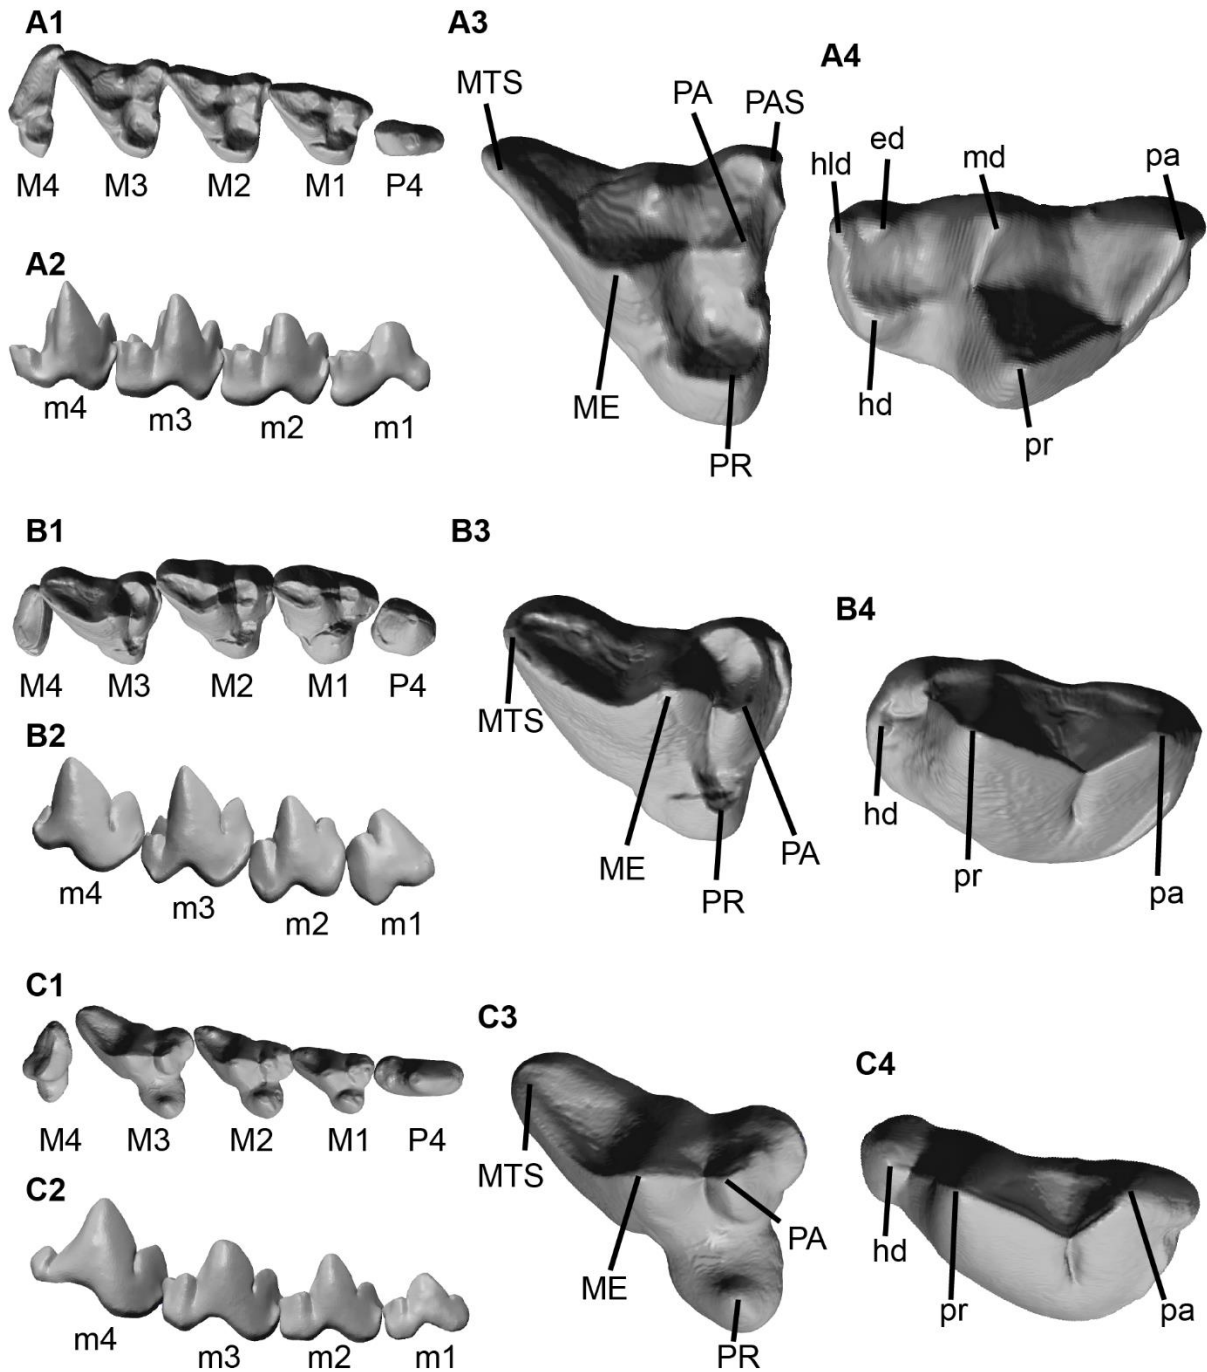 A1
M4 M3 M2 M1 P4
A2
m4 m3 m2 m1
A3
MTS PA PAS
ME PR
A4
hld ed md pa
hd pr
B1
M4 M3 M2 M1 P4
B2
m4 m3 m2 m1
B3
MTS
ME PR PA
B4
hd pr pa
C1
M4 M3 M2 M1 P4
C2
m4 m3 m2 m1
C3
MTS
ME PR PA
C4
hd pr pa